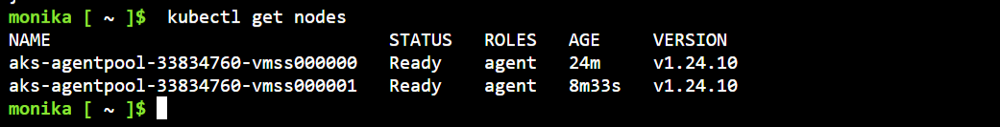 monika [ ~ ]$  kubectl get nodes
NAME                                STATUS   ROLES   AGE     VERSION
aks-agentpool-33834760-vmss000000   Ready    agent   24m     v1.24.10
aks-agentpool-33834760-vmss000001   Ready    agent   8m33s   v1.24.10
monika [ ~ ]$